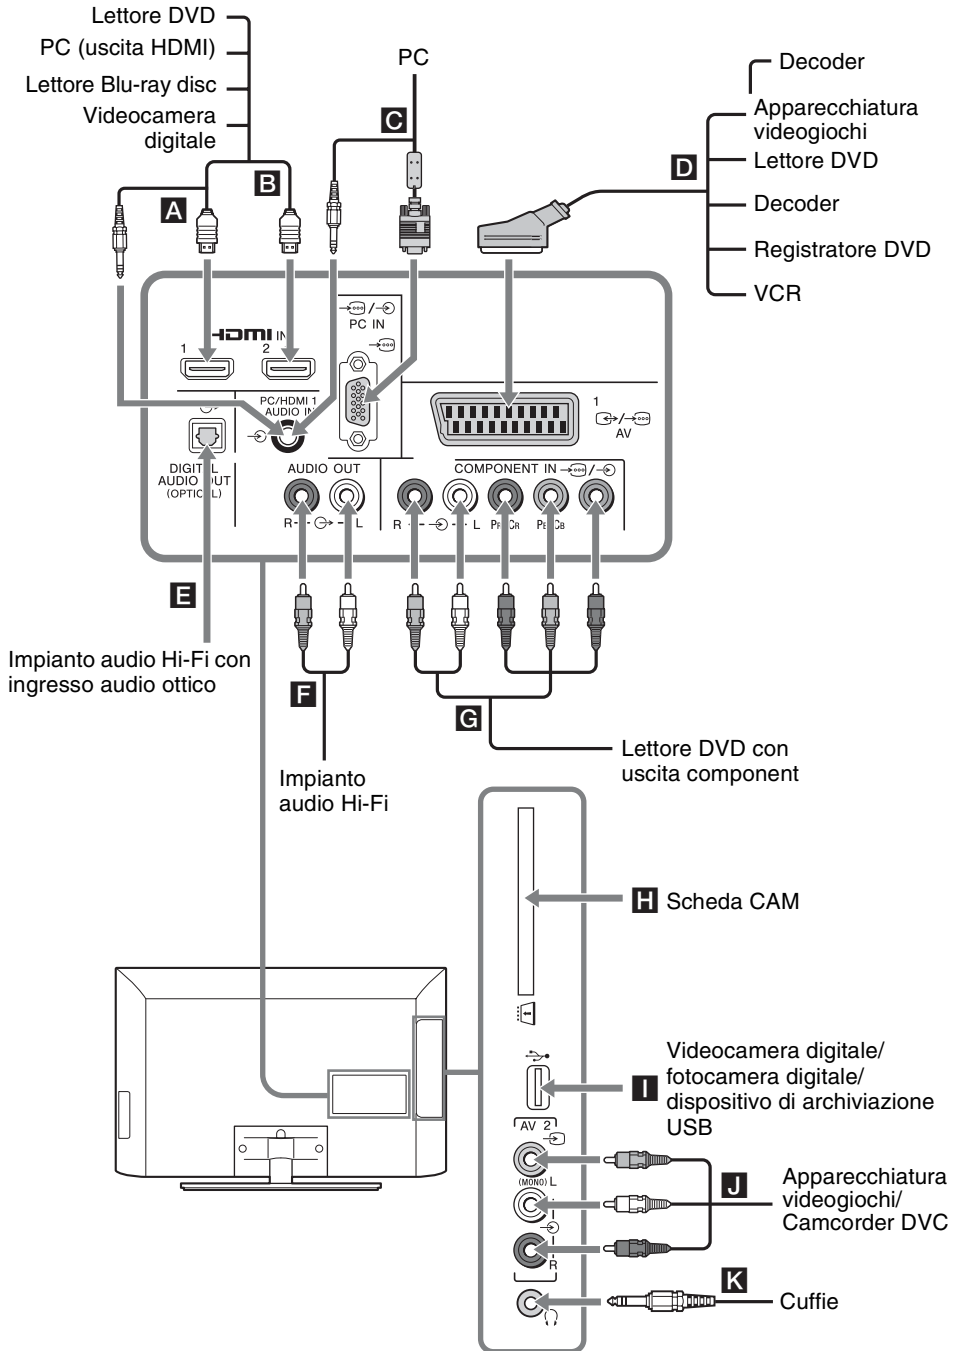 Lettore DVD
PC (uscita HDMI)
Lettore Blu-ray disc
Videocamera
digitale
PC
Decoder
Apparecchiatura
videogiochi
Lettore DVD
Decoder
Registratore DVD
VCR
A
B
C
D
HDMI IN
1
2
PC IN
PC/HDMI 1
AUDIO IN
1
AV
DIGITAL
AUDIO OUT
(OPTICAL)
AUDIO OUT
R
L
COMPONENT IN
R
L
PR/CR
PB/CB
E
Impianto audio Hi-Fi con
ingresso audio ottico
F
Impianto
audio Hi-Fi
G
Lettore DVD con
uscita component
H Scheda CAM
I
Videocamera digitale/
fotocamera digitale/
dispositivo di archiviazione
USB
AV 2
(MONO) L
R
J
Apparecchiatura
videogiochi/
Camcorder DVC
K
Cuffie